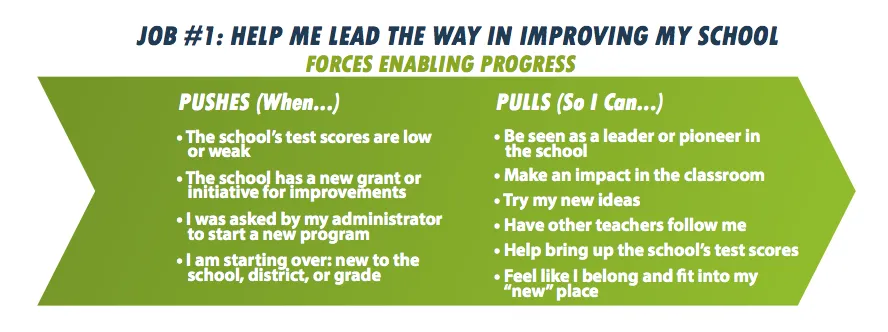 JOB #1: HELP ME LEAD THE WAY IN IMPROVING MY SCHOOL
FORCES ENABLING PROGRESS
PUSHES (When...)
• The school's test scores are low
or weak
• The school has a new grant or
initiative for improvements
• I was asked by my administrator
to start a new program
• I am starting over: new to the
school, district, or grade
PULLS (So I Can...)
• Be seen as a leader or pioneer in
the school
• Make an impact in the classroom
• Try my new ideas
• Have other teachers follow me
• Help bring up the school's test scores
• Feel like I belong and fit into my
“new” place